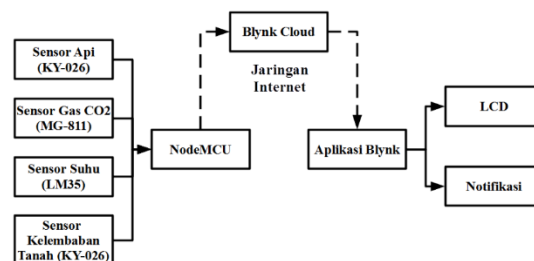 Sensor Api
(KY-026)
Sensor Gas CO2
(MG-811)
Sensor Suhu
(LM35)
Sensor
Kelembaban
Tanah (KY-026)
NodeMCU
Blynk Cloud
Jaringan
Internet
Aplikasi Blynk
LCD
Notifikasi